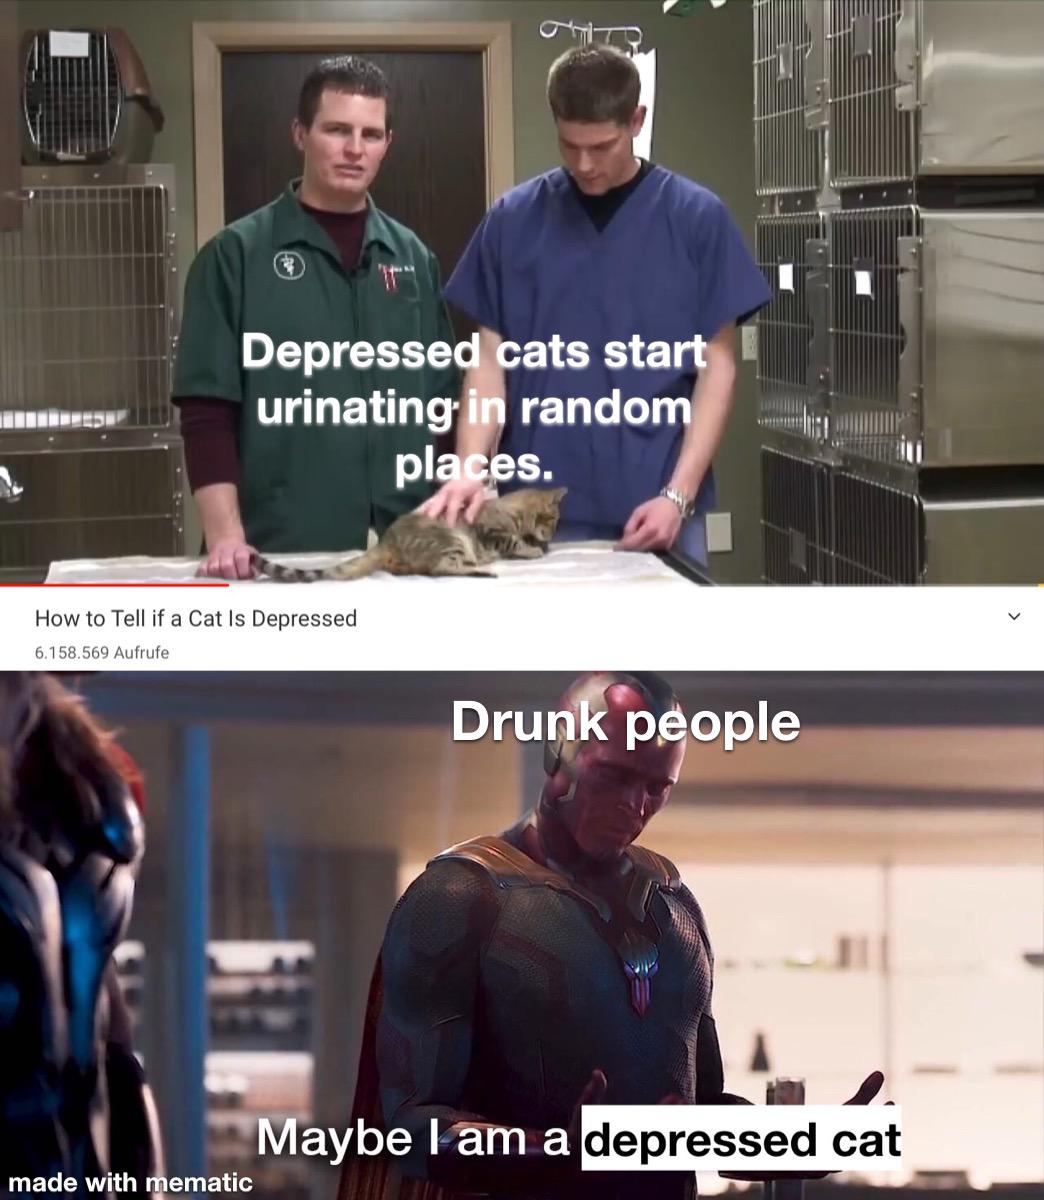 Depressed cats start
urinating in random
places.
How to Tell if a Cat Is Depressed
6.158.569 Aufrufe
Drunk people
Maybe I am a depressed cat
made with mematic